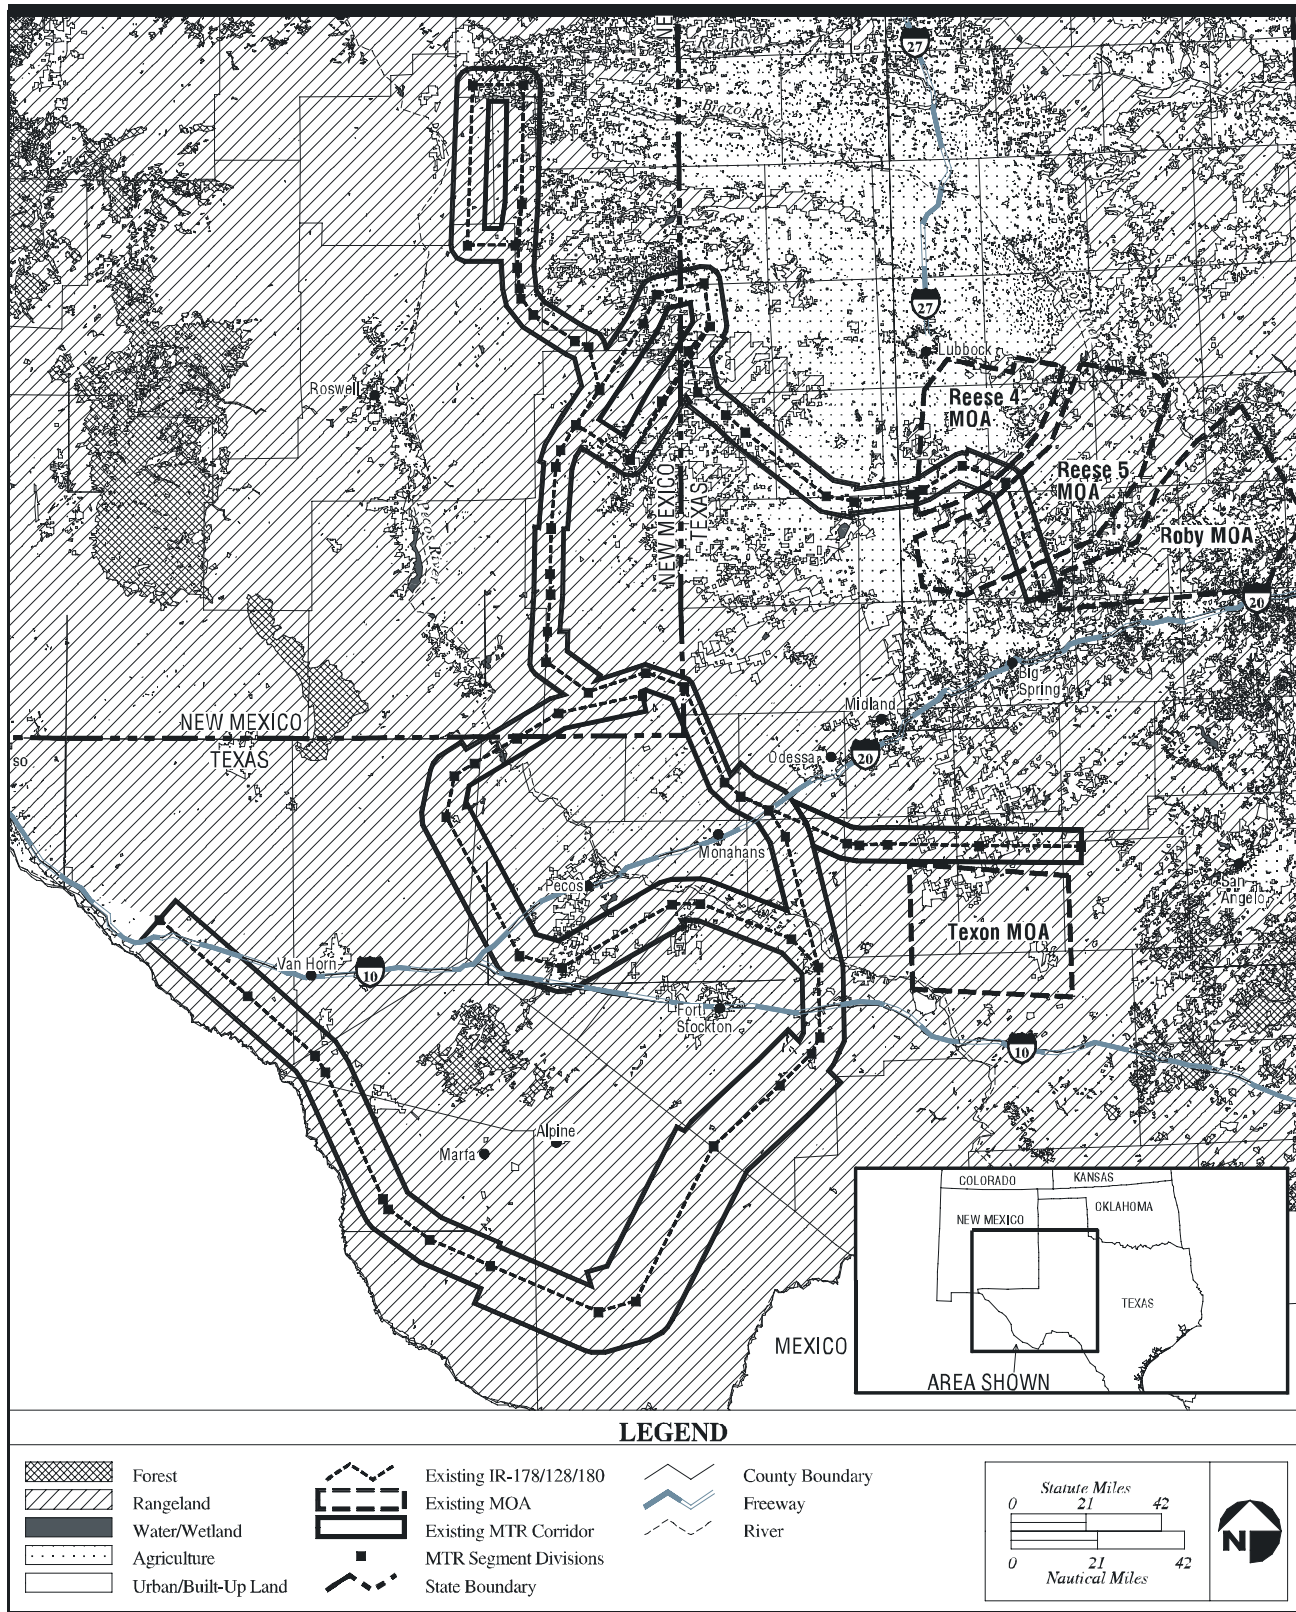 NE
Red River
27
Brazos Rv
27
Lubbock
Roswell
Reese 4
MOA
Reese 5
MOA
NEW MEXICO
TEXAS
Pecos River
Roby MOA
20
Big
Spring
NEW MEXICO
TEXAS
Midland
Odessa
20
so
Monahans
Pecos
San
Angelo
Texon MOA
Van Horn
10
Fort
Stockton
10
Alpine
Marfa
COLORADO
KANSAS
OKLAHOMA
NEW MEXICO
TEXAS
MEXICO
AREA SHOWN
LEGEND
Forest
Rangeland
Water/Wetland
Agriculture
Urban/Built-Up Land
Existing IR-178/128/180
Existing MOA
Existing MTR Corridor
MTR Segment Divisions
State Boundary
County Boundary
Freeway
River
Statute Miles
0 21 42
0 21 42
Nautical Miles
N